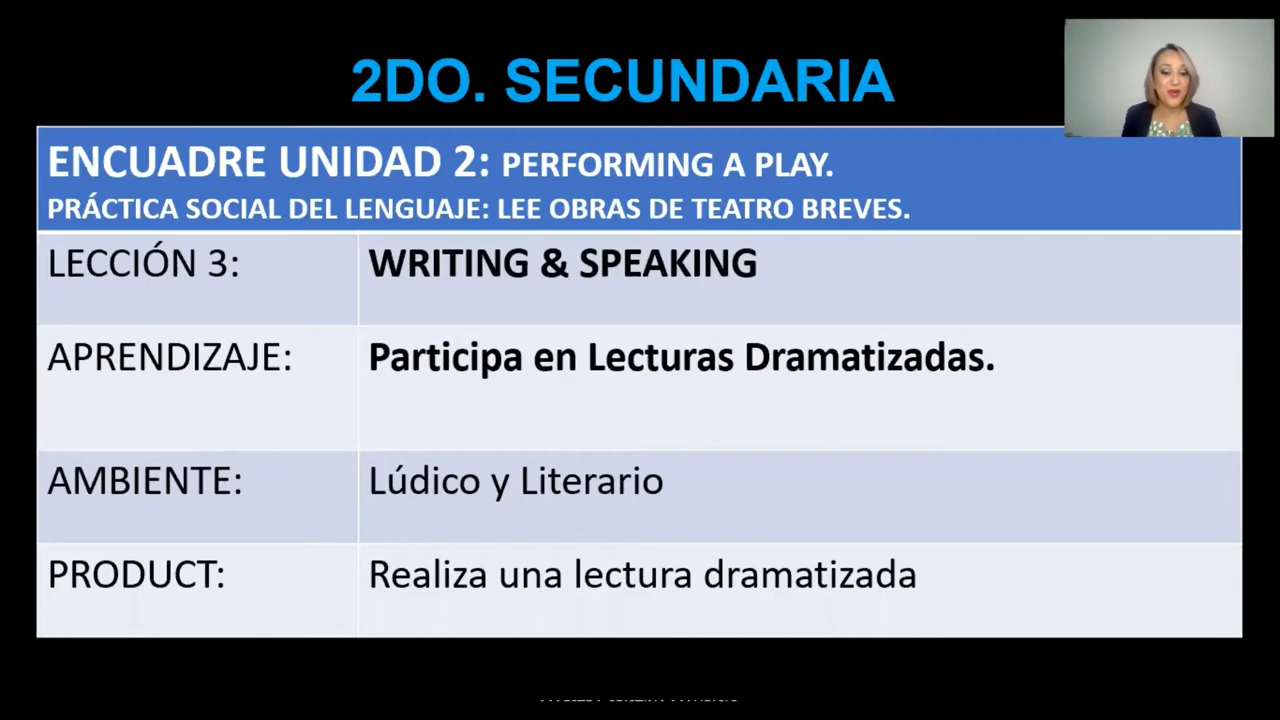 2DO. SECUNDARIA
ENCUADRE UNIDAD 2: PERFORMING A PLAY.
PRÁCTICA SOCIAL DEL LENGUAJE: LEE OBRAS DE TEATRO BREVES.
LECCIÓN 3: WRITING & SPEAKING
APRENDIZAJE: Participa en Lecturas Dramatizadas.
AMBIENTE: Lúdico y Literario
PRODUCT: Realiza una lectura dramatizada